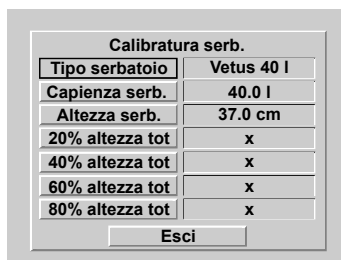 Calibratura serb.
Tipo serbatoio Vetus 40 l
Capienza serb. 40.0 l
Altezza serb. 37.0 cm
20% altezza tot x
40% altezza tot x
60% altezza tot x
80% altezza tot x
Esci